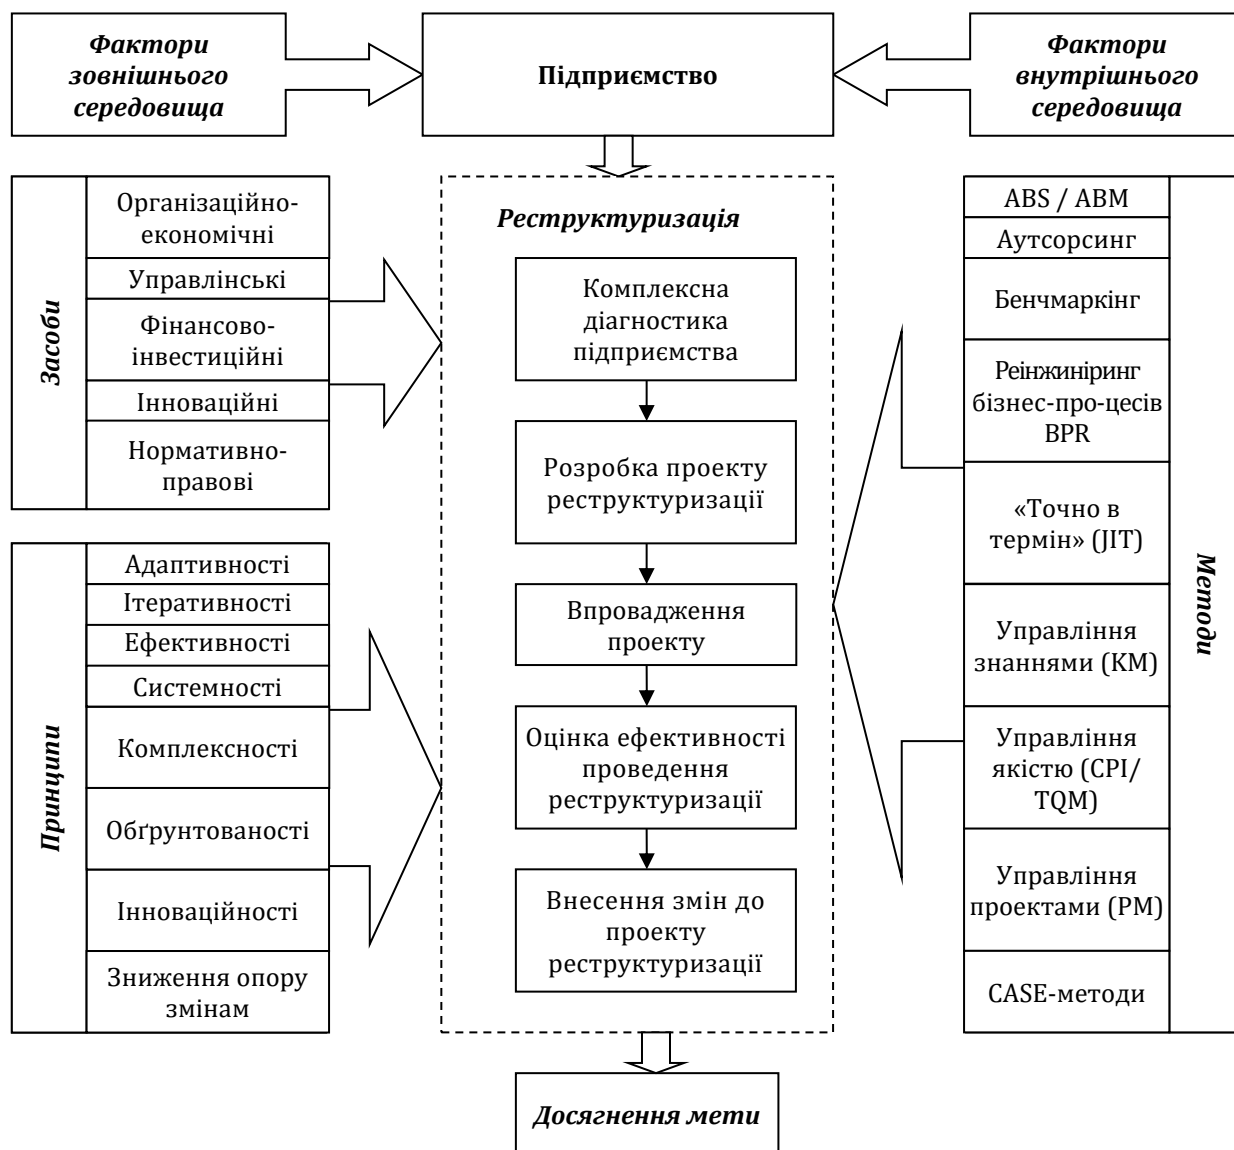 Фактори
зовнішнього
середовища
Підприємство
Фактори
внутрішнього
середовища
Засоби
Організаційно-
економічні
Управлінські
Фінансово-
інвестиційні
Інноваційні
Нормативно-
правові
Принципи
Адаптивності
Ітеративності
Ефективності
Системності
Комплексності
Обґрунтованості
Інноваційності
Зниження опору
змінам
Реструктуризація
Комплексна
діагностика
підприємства
Розробка проекту
реструктуризації
Впровадження
проекту
Оцінка ефективності
проведення
реструктуризації
Внесення змін до
проекту
реструктуризації
ABS / ABM
Аутсорсинг
Бенчмаркінг
Реінжиніринг
бізнес-про-цесів
BPR
«Точно в
термін» (JIT)
Управління
знаннями (KM)
Управління
якістю (CPI/
TQM)
Управління
проектами (PM)
CASE-методи
Методи
Досягнення мети